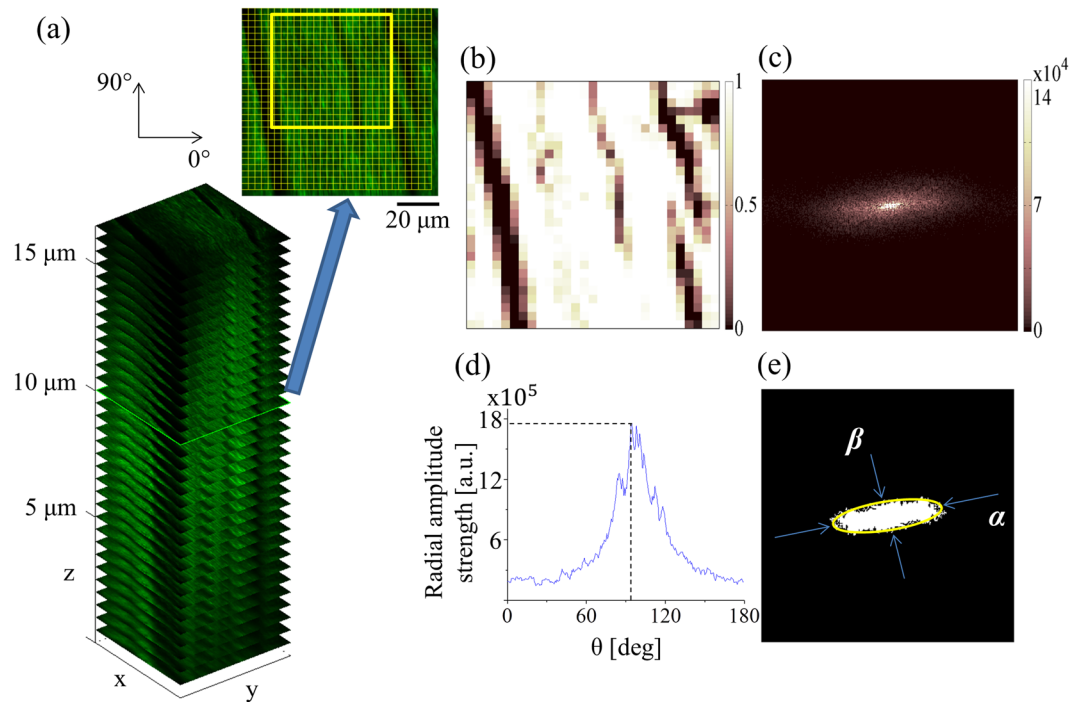 (a)
90°
0°
20 μm
15 μm
10 μm
5 μm
z
x
y
(b)
1
0.5
0
(c)
x10⁴
14
7
0
(d)
x10⁵
18
12
6
Radial amplitude
strength [a.u.]
0
60
120
180
θ [deg]
(e)
β
α